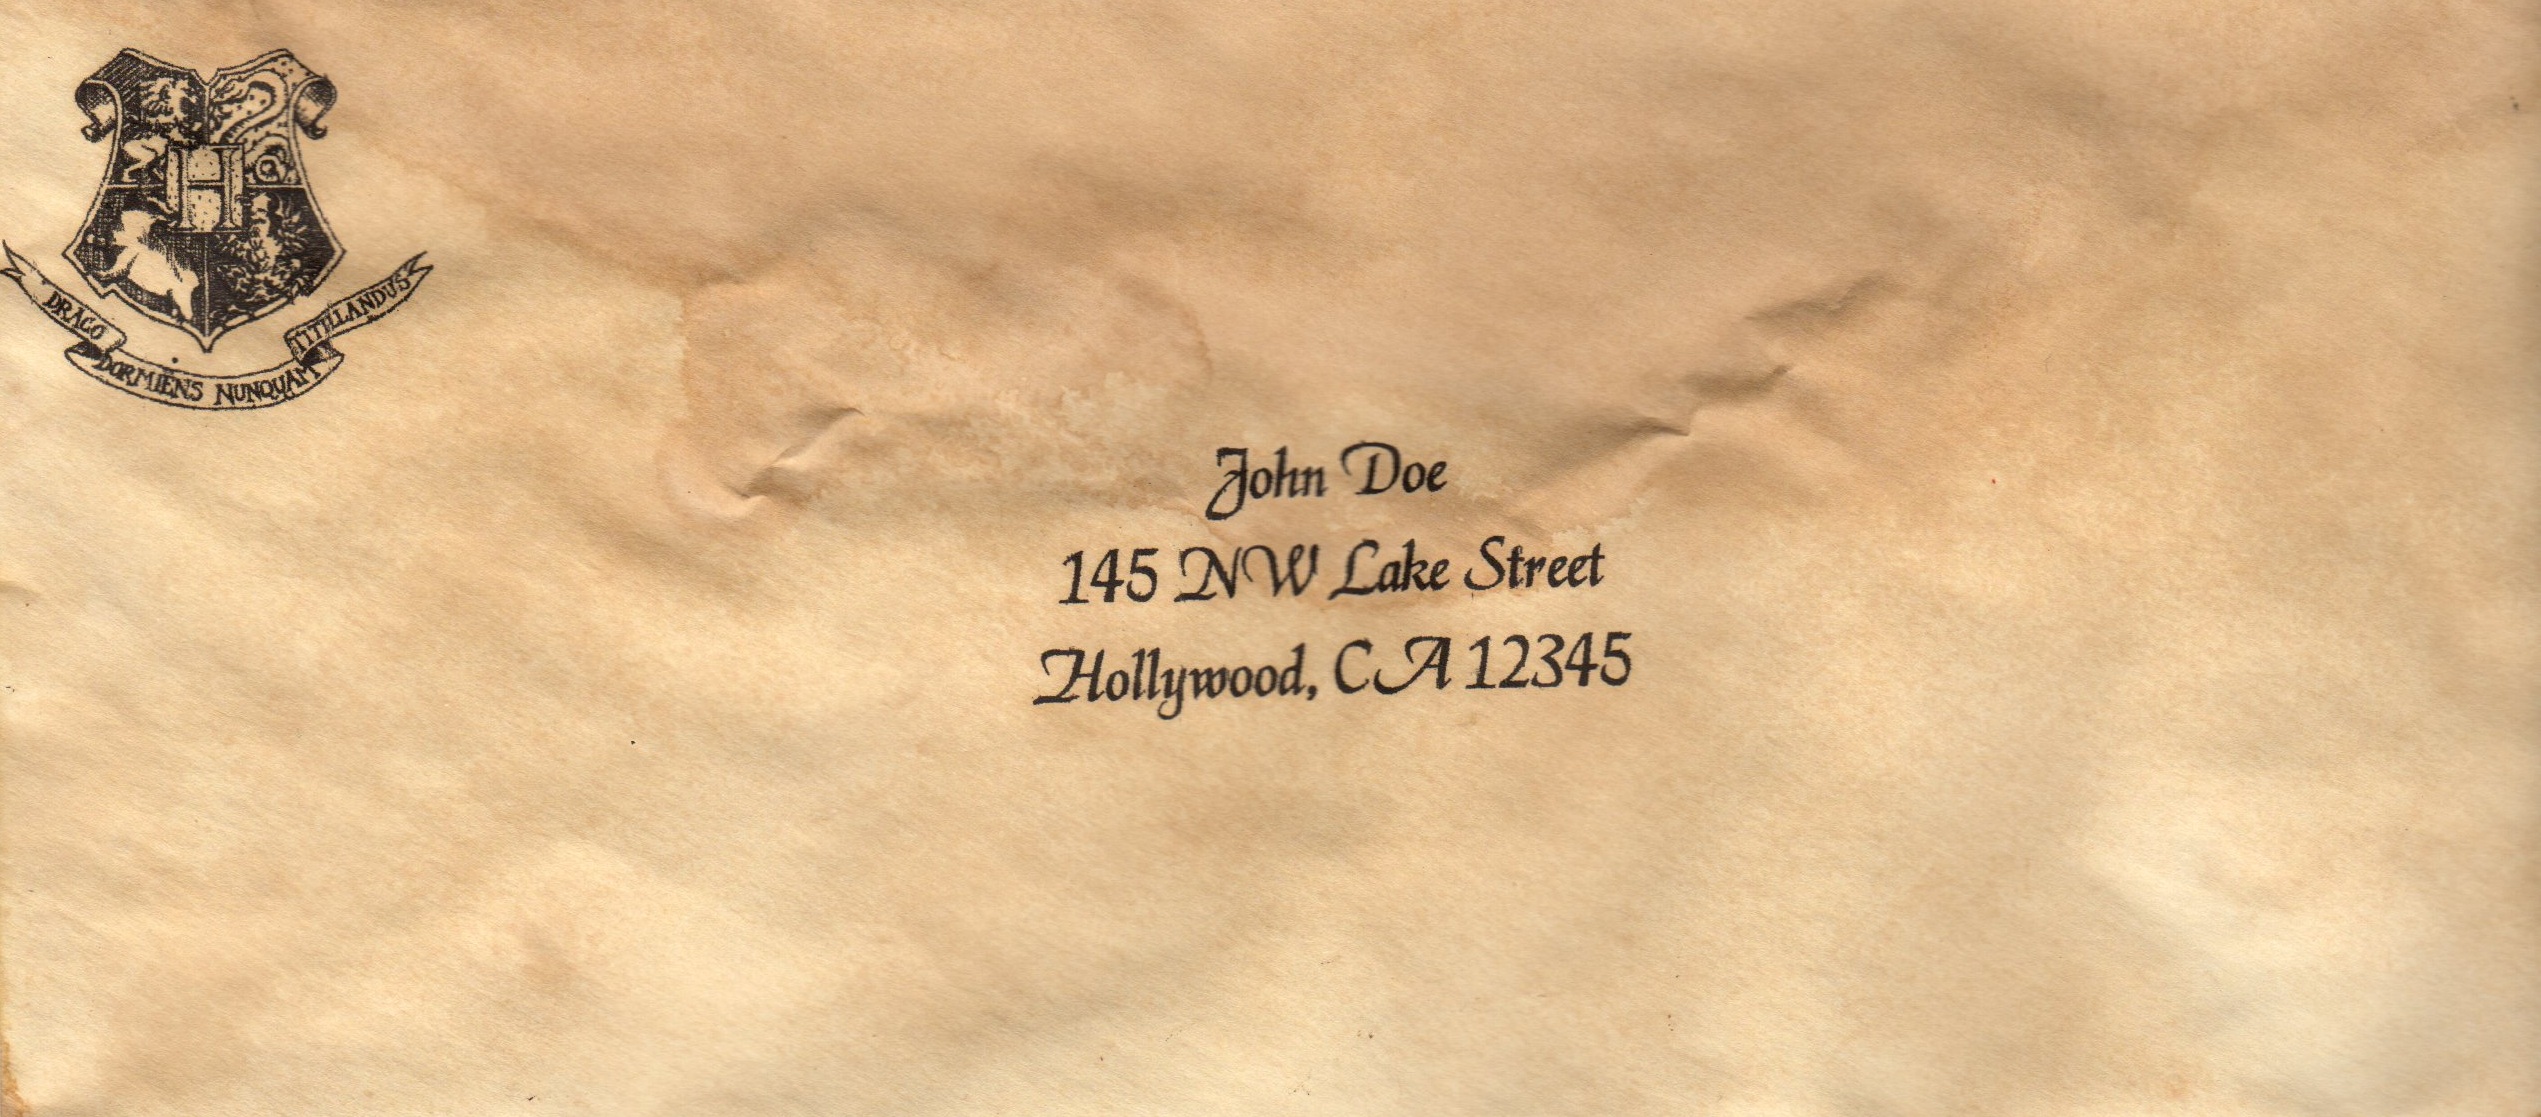 H
DRACO DORMIENS NUNQUAM TITILLANDUS
John Doe
145 NW Lake Street
Hollywood, CA 12345